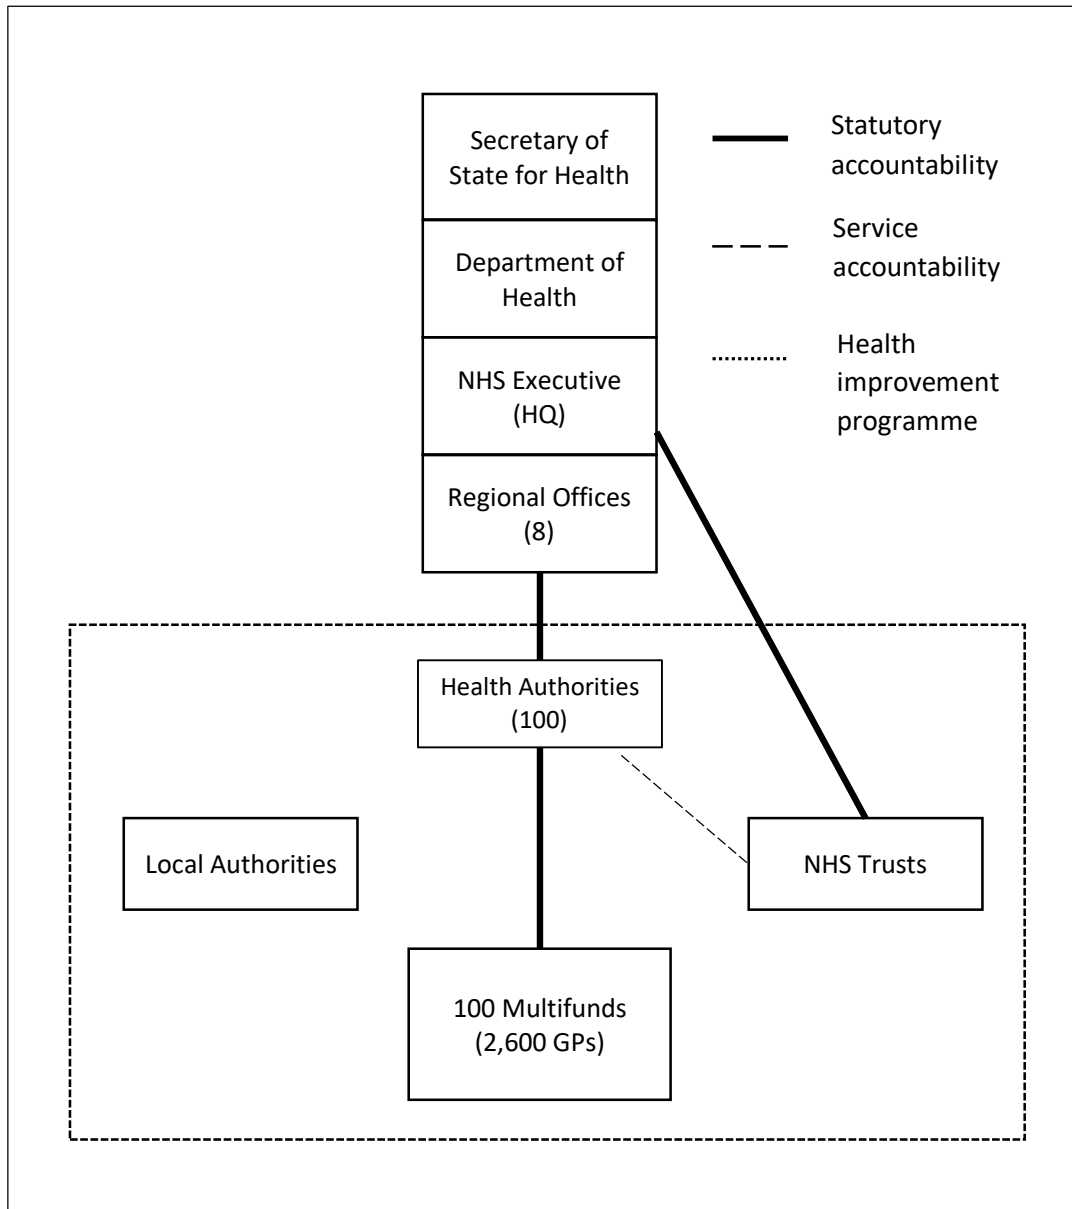 Secretary of
State for Health
Department of
Health
NHS Executive
(HQ)
Regional Offices
(8)
Statutory
accountability
Service
accountability
Health
improvement
programme
Health Authorities
(100)
Local Authorities
NHS Trusts
100 Multifunds
(2,600 GPs)